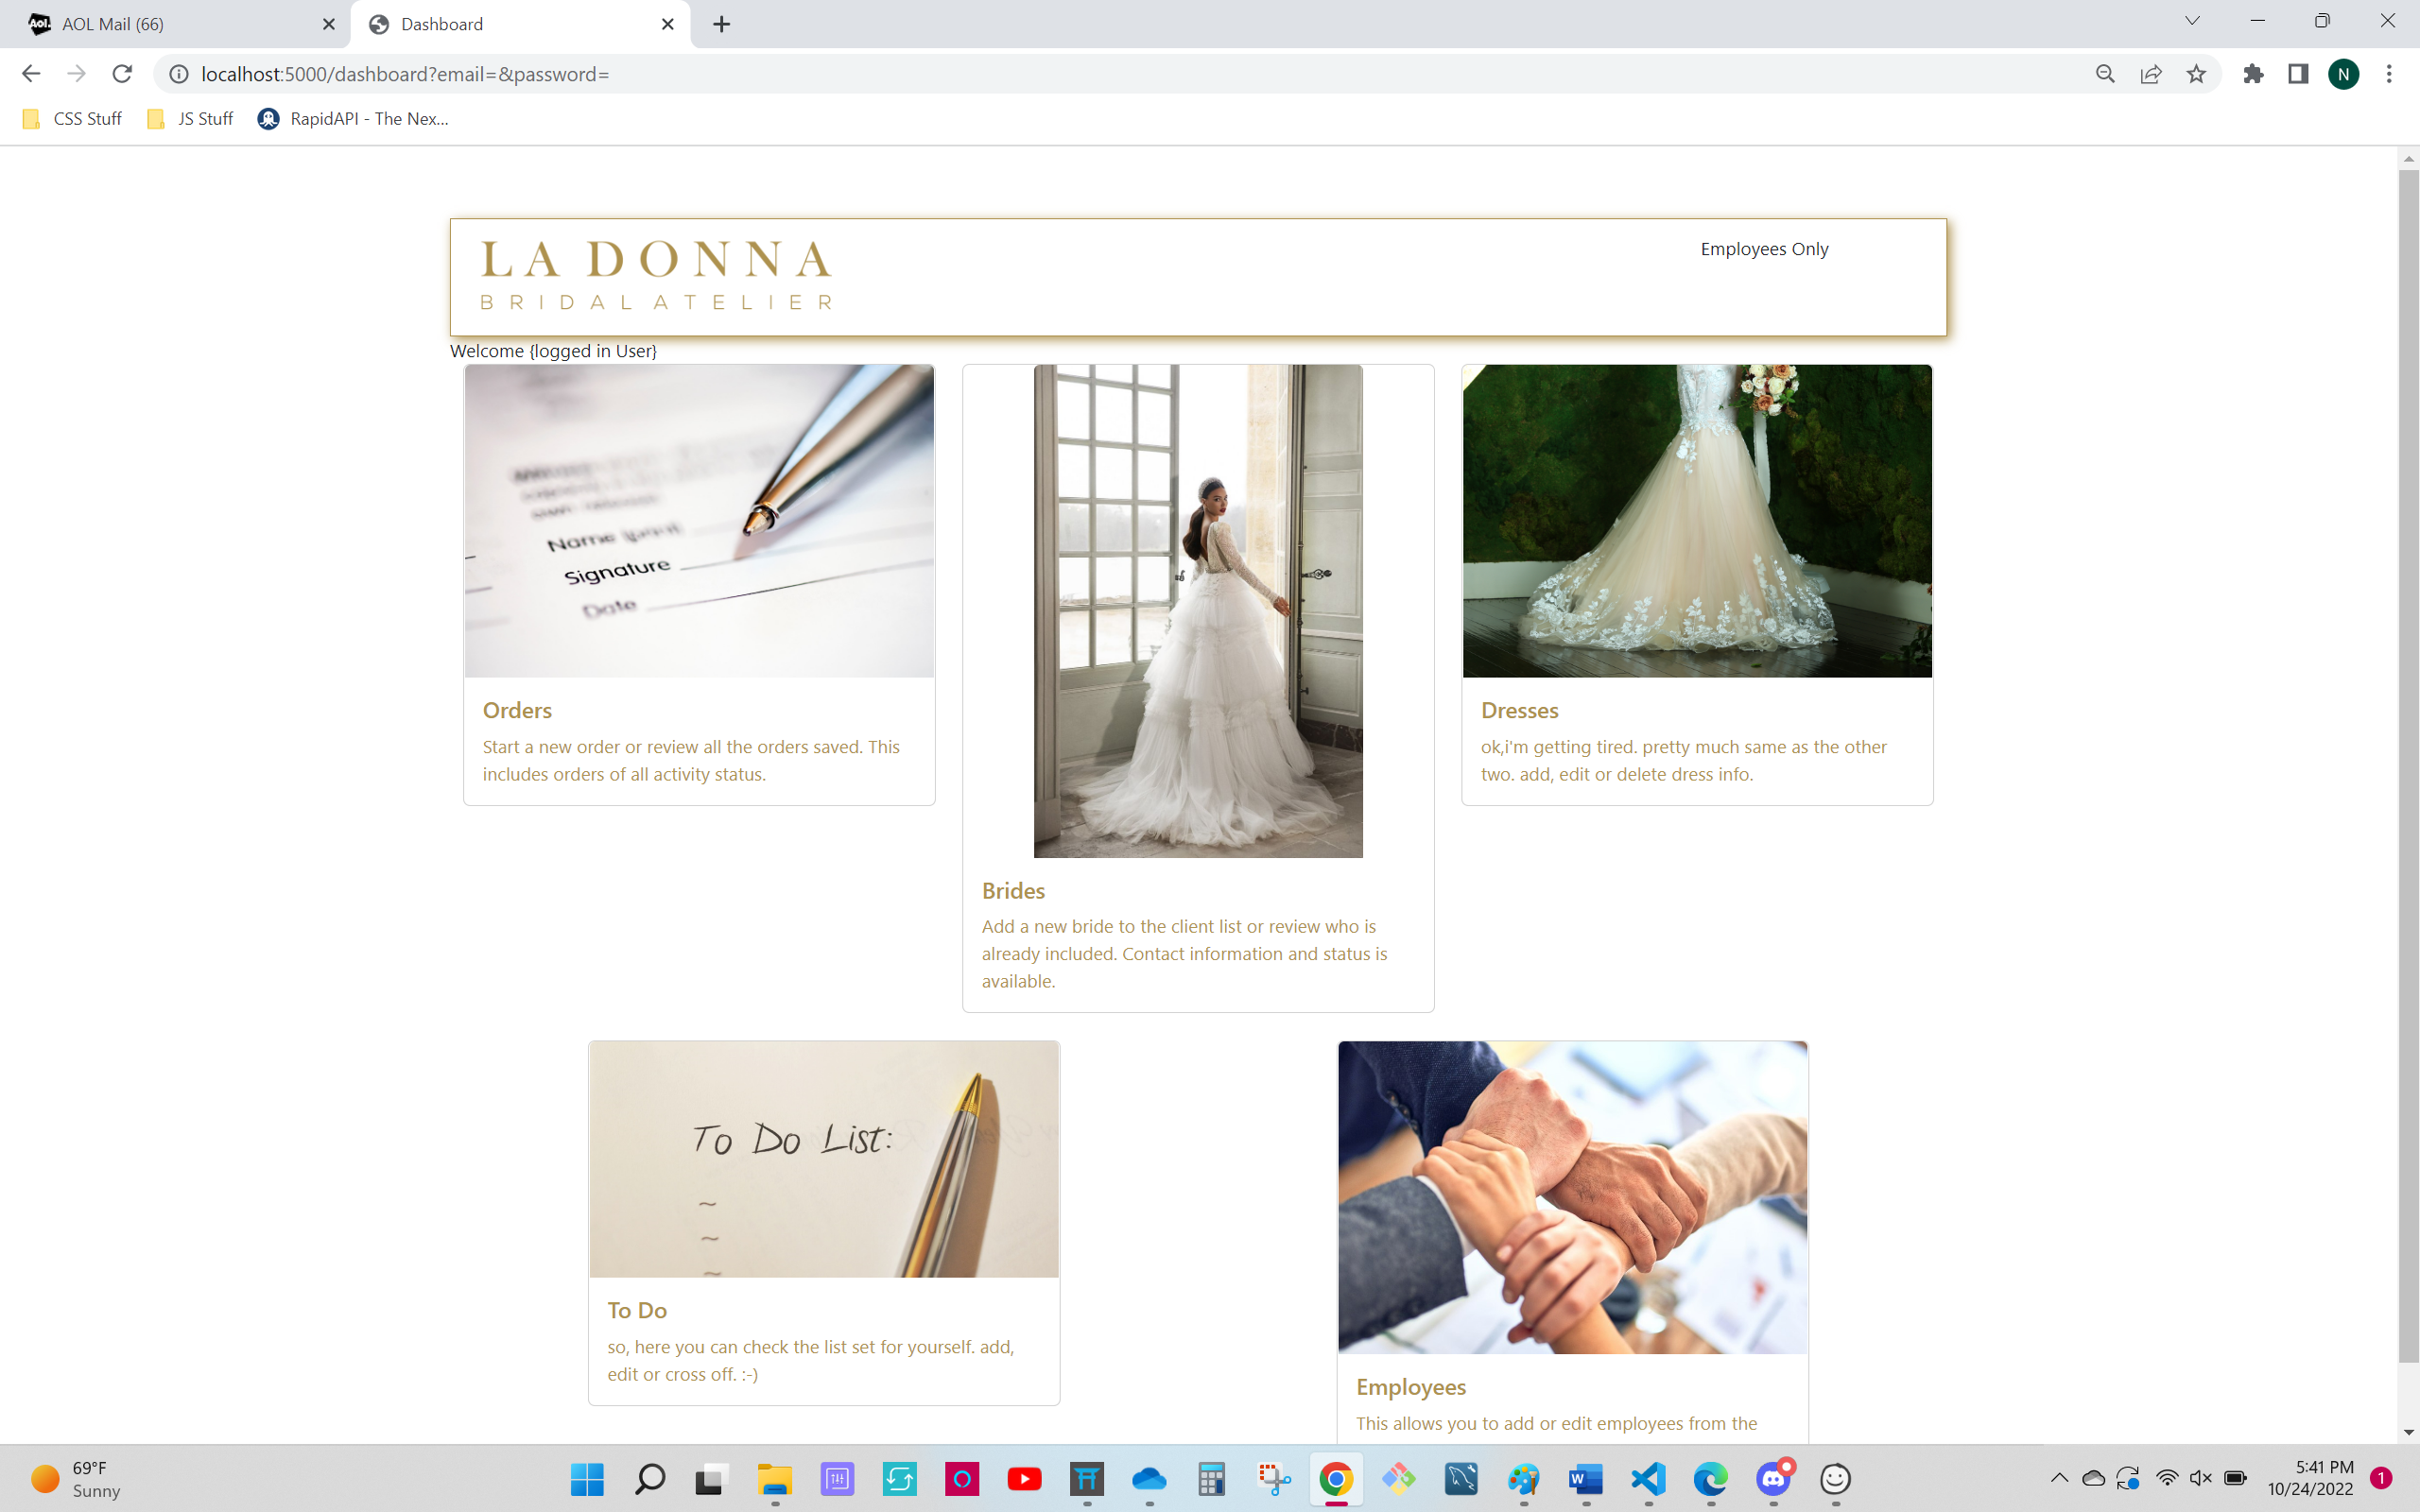 AOL Mail (66)
Dashboard
localhost:5000/dashboard?email=&password=
N
CSS Stuff
JS Stuff
RapidAPI - The Nex...
LA DONNA
BRIDAL ATELIER
Employees Only
Welcome {logged in User}
Name (print)
Signature
Date
Orders
Start a new order or review all the orders saved. This
includes orders of all activity status.
Brides
Add a new bride to the client list or review who is
already included. Contact information and status is
available.
Dresses
ok,i'm getting tired. pretty much same as the other
two. add, edit or delete dress info.
To Do List:
~
~
~
To Do
so, here you can check the list set for yourself. add,
edit or cross off. :-)
Employees
This allows you to add or edit employees from the
69°F
Sunny
5:41 PM
10/24/2022
1